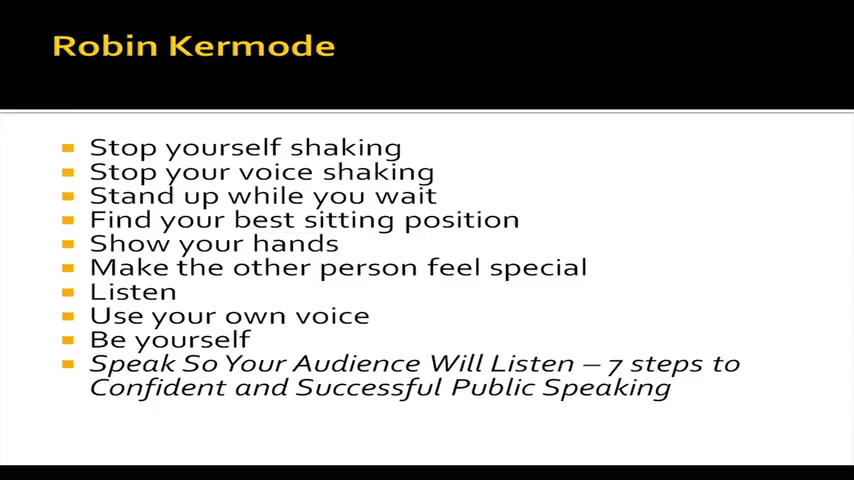 Robin Kermode
Stop yourself shaking
Stop your voice shaking
Stand up while you wait
Find your best sitting position
Show your hands
Make the other person feel special
Listen
Use your own voice
Be yourself
Speak So Your Audience Will Listen – 7 steps to
Confident and Successful Public Speaking